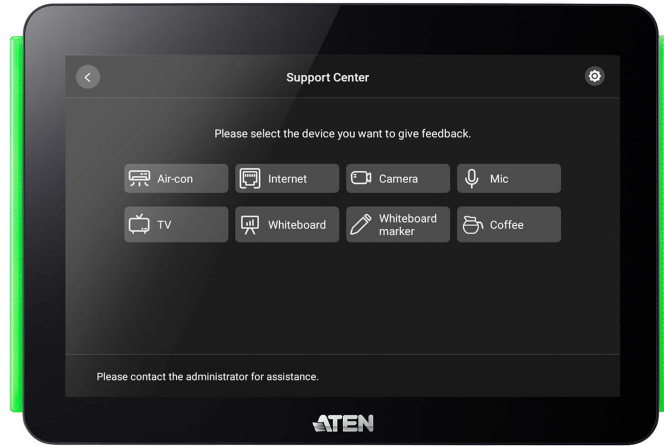 Support Center
Please select the device you want to give feedback.
Air-con
Internet
Camera
Mic
TV
Whiteboard
Whiteboard
marker
Coffee
Please contact the administrator for assistance.
ATEN